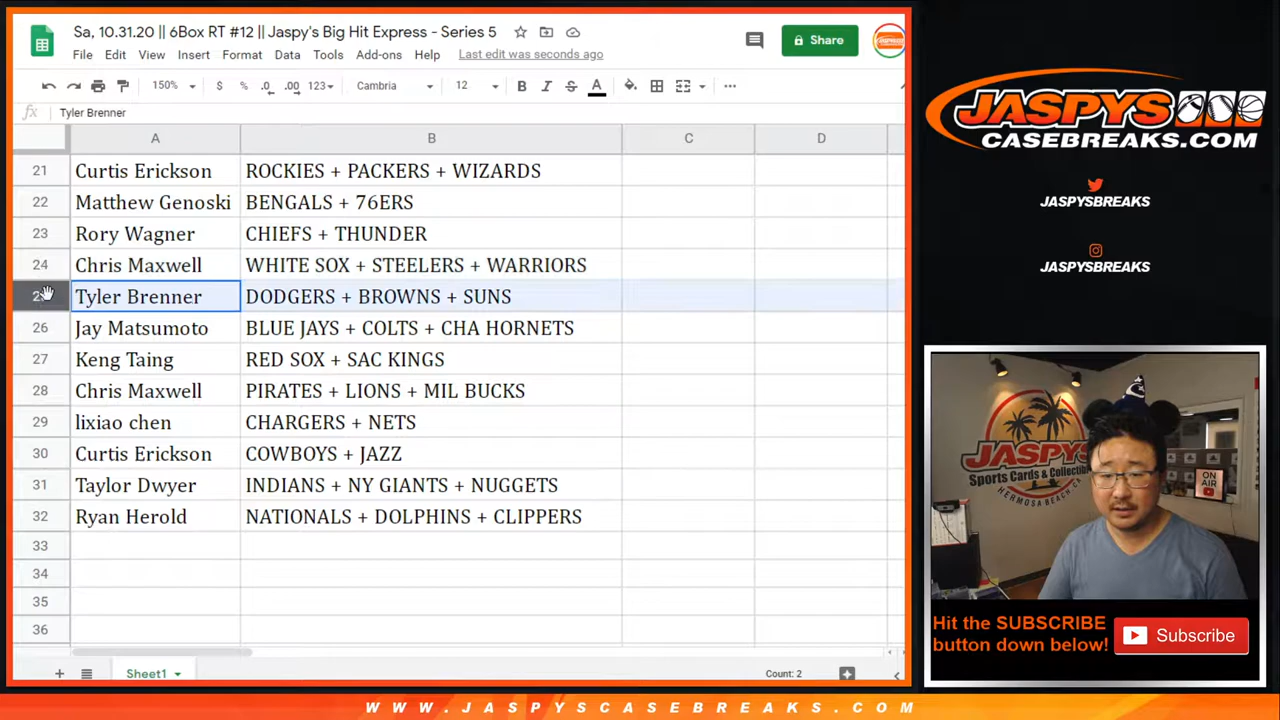 Sa, 10.31.20 || 6Box RT #12 || Jaspy's Big Hit Express - Series 5
File Edit View Insert Format Data Tools Add-ons Help Last edit was seconds ago
Share
150% $ % .0 .00 123 Cambria 12 B I S A
fx Tyler Brenner
A B C D
21 Curtis Erickson ROCKIES + PACKERS + WIZARDS
22 Matthew Genoski BENGALS + 76ERS
23 Rory Wagner CHIEFS + THUNDER
24 Chris Maxwell WHITE SOX + STEELERS + WARRIORS
Tyler Brenner DODGERS + BROWNS + SUNS
26 Jay Matsumoto BLUE JAYS + COLTS + CHA HORNETS
27 Keng Taing RED SOX + SAC KINGS
28 Chris Maxwell PIRATES + LIONS + MIL BUCKS
29 lixiao chen CHARGERS + NETS
30 Curtis Erickson COWBOYS + JAZZ
31 Taylor Dwyer INDIANS + NY GIANTS + NUGGETS
32 Ryan Herold NATIONALS + DOLPHINS + CLIPPERS
33
34
35
36
Sheet1 Count: 2
JASPYS
CASEBREAKS.COM
JASPYSBREAKS
JASPYSBREAKS
JASPYS
Sports Cards & Collectibles
HERMOSA BEACH CA
ON AIR
Hit the SUBSCRIBE
button down below!
Subscribe
WWW.JASPYSCASEBREAKS.COM